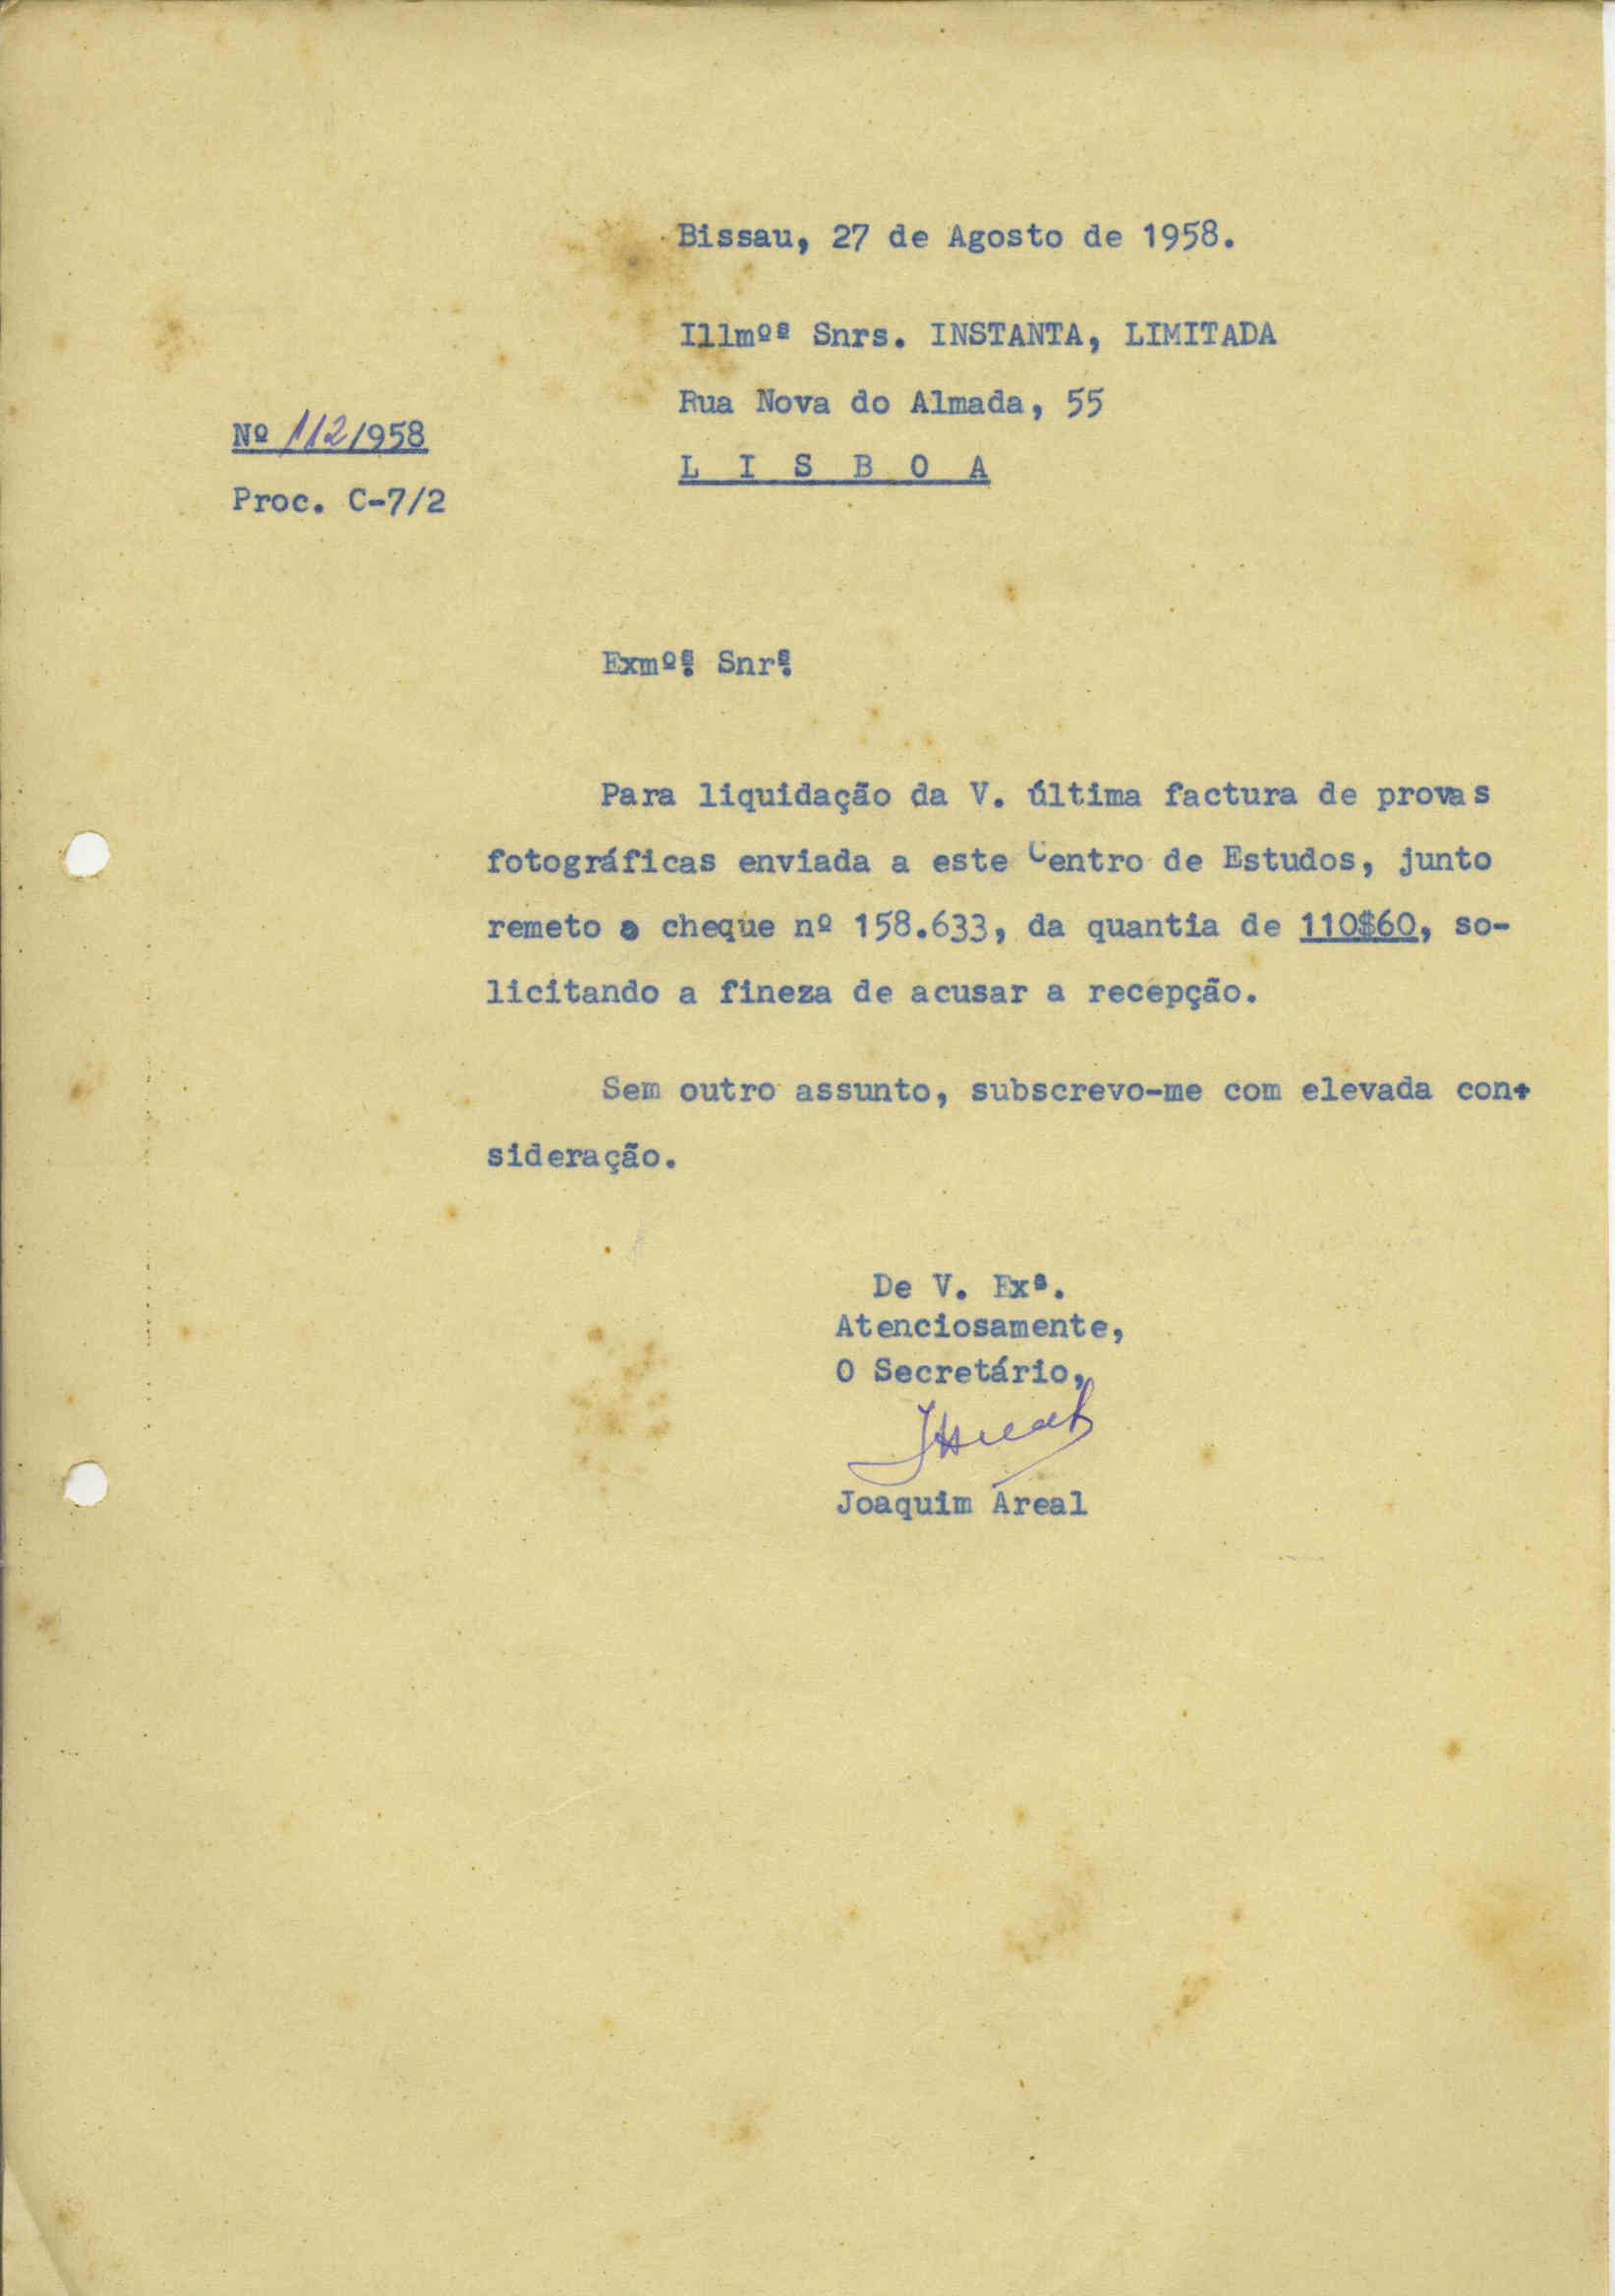 Bissau, 27 de Agosto de 1958.
Illmºs Snrs. INSTANTA, LIMITADA
Rua Nova do Almada, 55
L I S B O A
Nº 112/1958
Proc. C-7/2
Exmºs. Snrs.
Para liquidação da V. última factura de provas
fotográficas enviada a este Centro de Estudos, junto
remeto o cheque nº 158.633, da quantia de 110$60, so-
licitando a fineza de acusar a recepção.
Sem outro assunto, subscrevo-me com elevada con+
sideração.
De V. Exª.
Atenciosamente,
O Secretário,
JAreal
Joaquim Areal